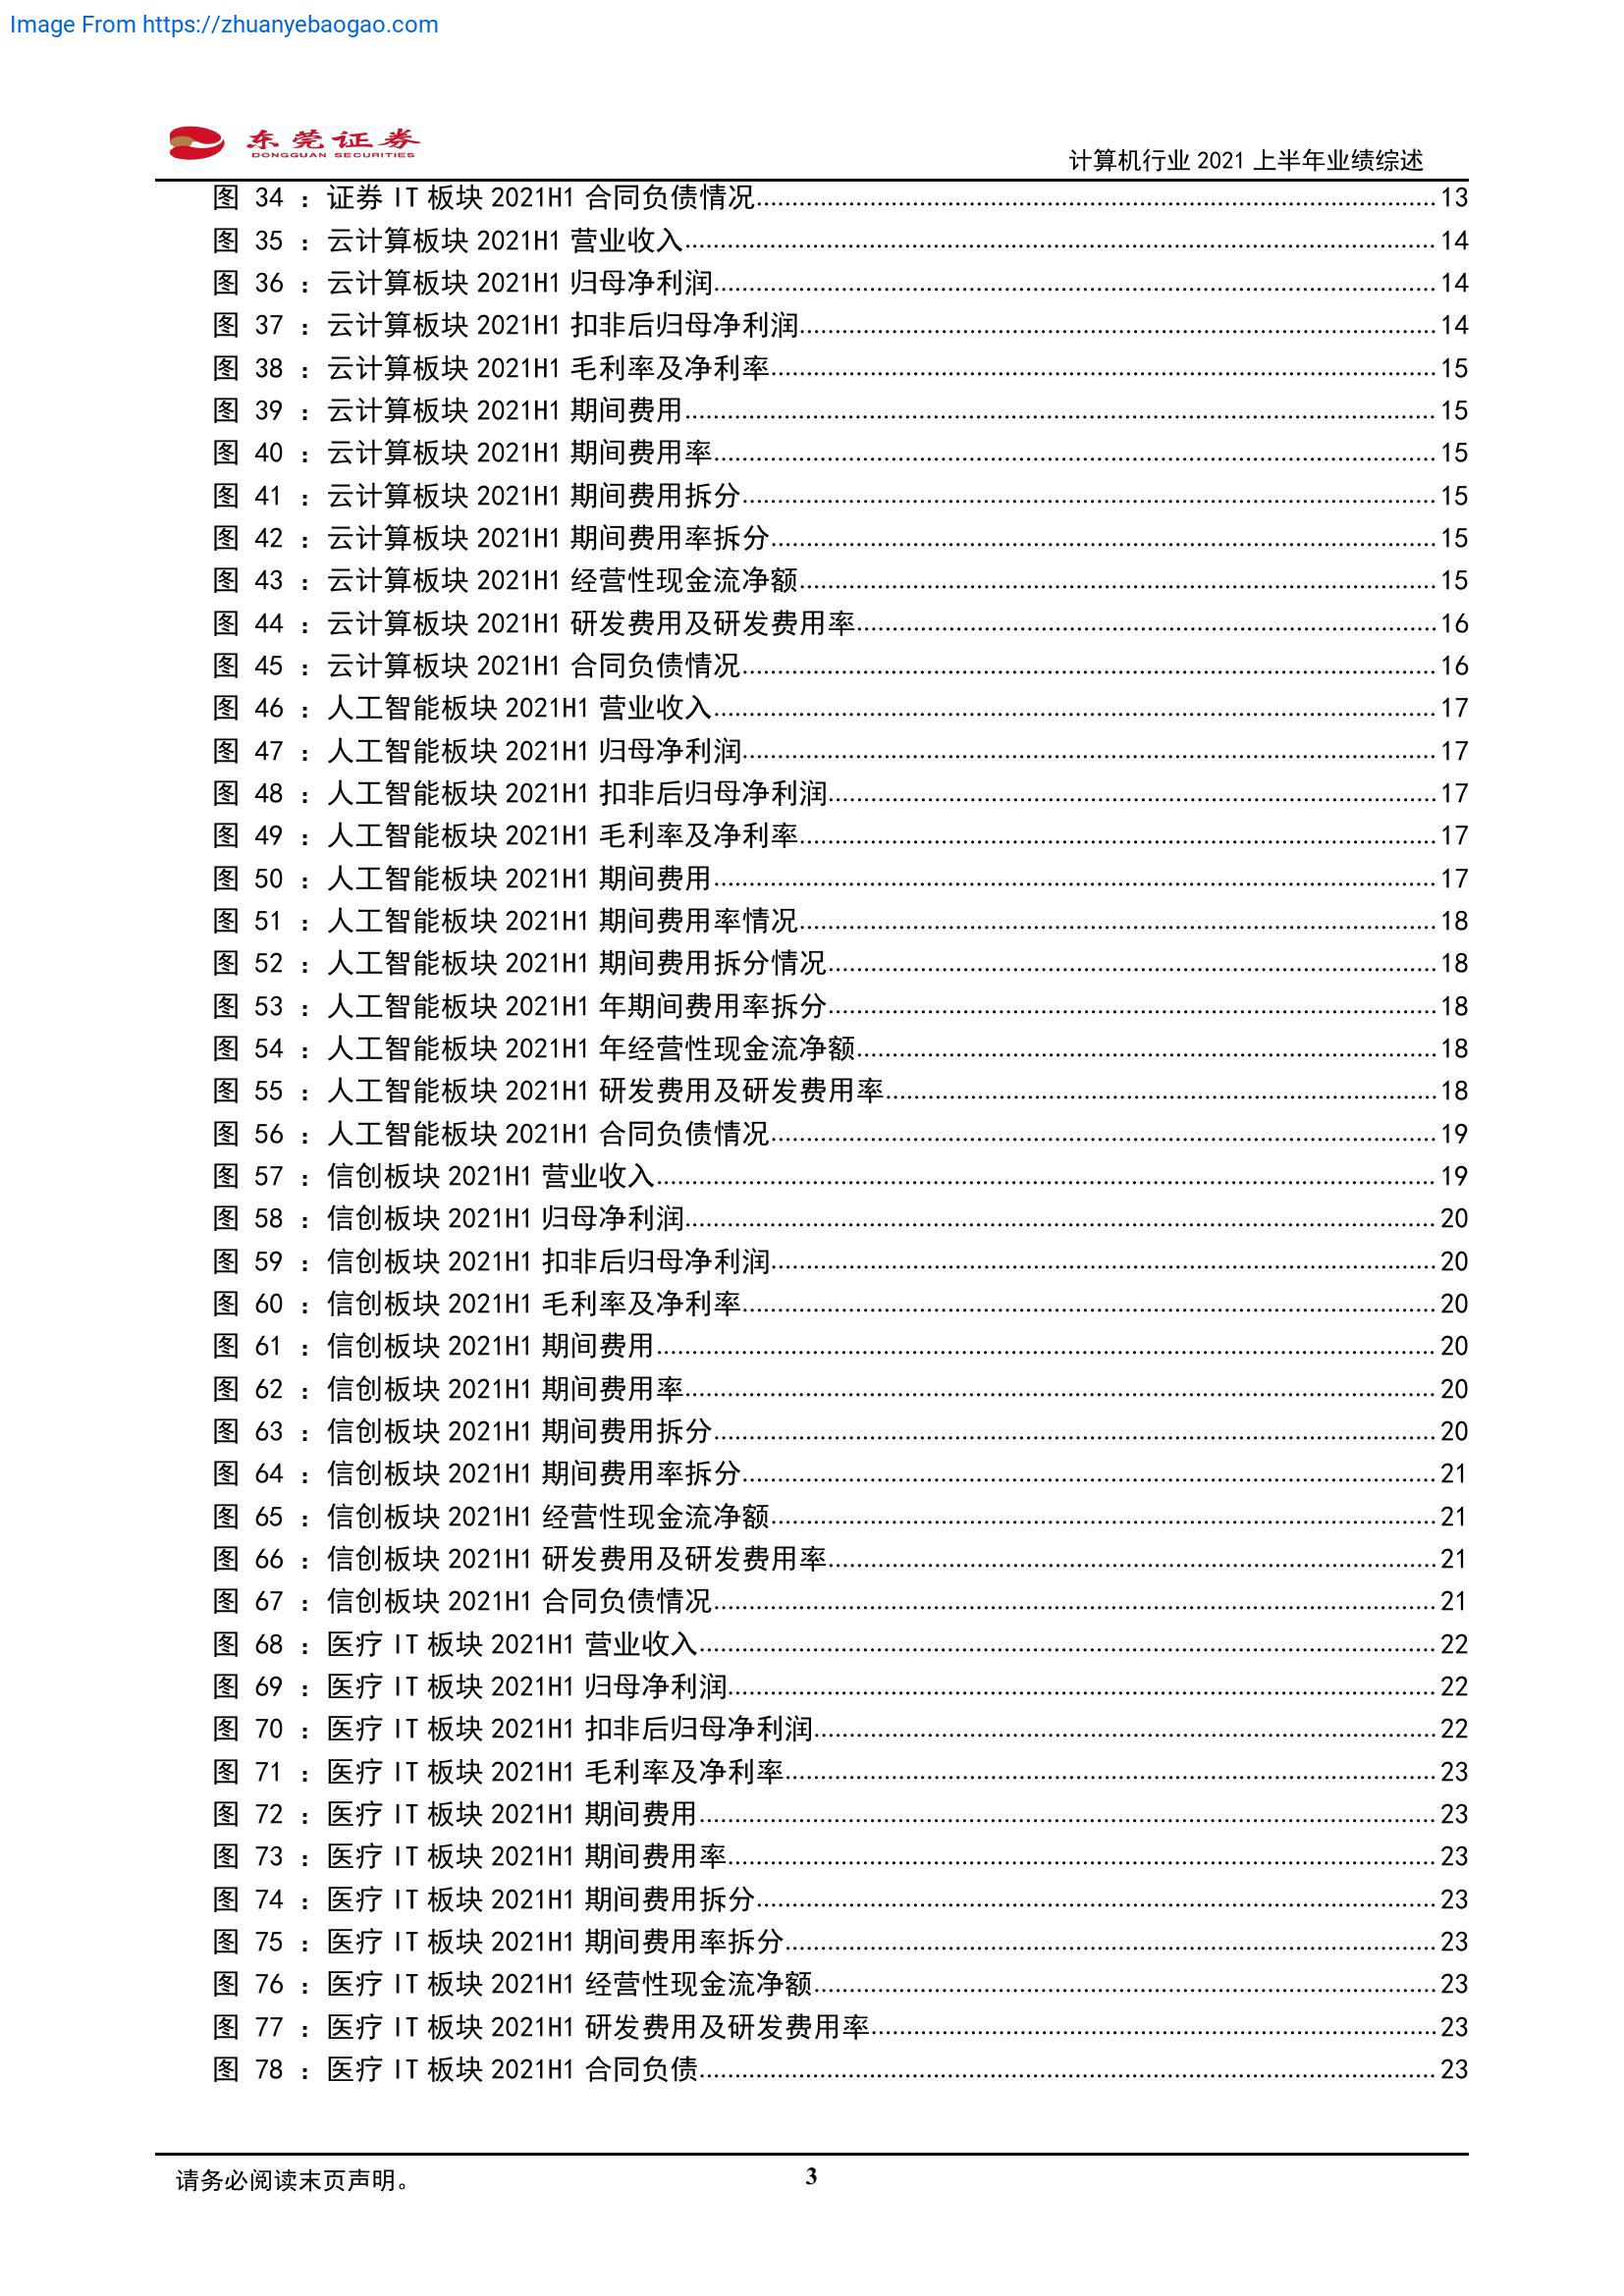 Image From https://zhuanyebaogao.com
东莞证券
DONGGUAN SECURITIES
计算机行业 2021 上半年业绩综述
图 34 ：证券 IT 板块 2021H1 合同负债情况 13
图 35 ：云计算板块 2021H1 营业收入 14
图 36 ：云计算板块 2021H1 归母净利润 14
图 37 ：云计算板块 2021H1 扣非后归母净利润 14
图 38 ：云计算板块 2021H1 毛利率及净利率 15
图 39 ：云计算板块 2021H1 期间费用 15
图 40 ：云计算板块 2021H1 期间费用率 15
图 41 ：云计算板块 2021H1 期间费用拆分 15
图 42 ：云计算板块 2021H1 期间费用率拆分 15
图 43 ：云计算板块 2021H1 经营性现金流净额 15
图 44 ：云计算板块 2021H1 研发费用及研发费用率 16
图 45 ：云计算板块 2021H1 合同负债情况 16
图 46 ：人工智能板块 2021H1 营业收入 17
图 47 ：人工智能板块 2021H1 归母净利润 17
图 48 ：人工智能板块 2021H1 扣非后归母净利润 17
图 49 ：人工智能板块 2021H1 毛利率及净利率 17
图 50 ：人工智能板块 2021H1 期间费用 17
图 51 ：人工智能板块 2021H1 期间费用率情况 18
图 52 ：人工智能板块 2021H1 期间费用拆分情况 18
图 53 ：人工智能板块 2021H1 年期间费用率拆分 18
图 54 ：人工智能板块 2021H1 年经营性现金流净额 18
图 55 ：人工智能板块 2021H1 研发费用及研发费用率 18
图 56 ：人工智能板块 2021H1 合同负债情况 19
图 57 ：信创板块 2021H1 营业收入 19
图 58 ：信创板块 2021H1 归母净利润 20
图 59 ：信创板块 2021H1 扣非后归母净利润 20
图 60 ：信创板块 2021H1 毛利率及净利率 20
图 61 ：信创板块 2021H1 期间费用 20
图 62 ：信创板块 2021H1 期间费用率 20
图 63 ：信创板块 2021H1 期间费用拆分 20
图 64 ：信创板块 2021H1 期间费用率拆分 21
图 65 ：信创板块 2021H1 经营性现金流净额 21
图 66 ：信创板块 2021H1 研发费用及研发费用率 21
图 67 ：信创板块 2021H1 合同负债情况 21
图 68 ：医疗 IT 板块 2021H1 营业收入 22
图 69 ：医疗 IT 板块 2021H1 归母净利润 22
图 70 ：医疗 IT 板块 2021H1 扣非后归母净利润 22
图 71 ：医疗 IT 板块 2021H1 毛利率及净利率 23
图 72 ：医疗 IT 板块 2021H1 期间费用 23
图 73 ：医疗 IT 板块 2021H1 期间费用率 23
图 74 ：医疗 IT 板块 2021H1 期间费用拆分 23
图 75 ：医疗 IT 板块 2021H1 期间费用率拆分 23
图 76 ：医疗 IT 板块 2021H1 经营性现金流净额 23
图 77 ：医疗 IT 板块 2021H1 研发费用及研发费用率 23
图 78 ：医疗 IT 板块 2021H1 合同负债 23
请务必阅读末页声明。
3